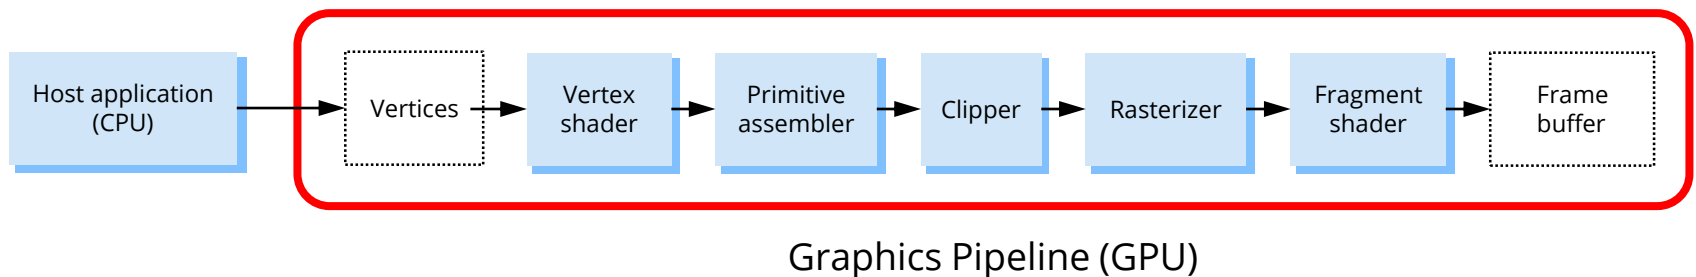 Host application
(CPU)
Vertices
Vertex
shader
Primitive
assembler
Clipper
Rasterizer
Fragment
shader
Frame
buffer
Graphics Pipeline (GPU)